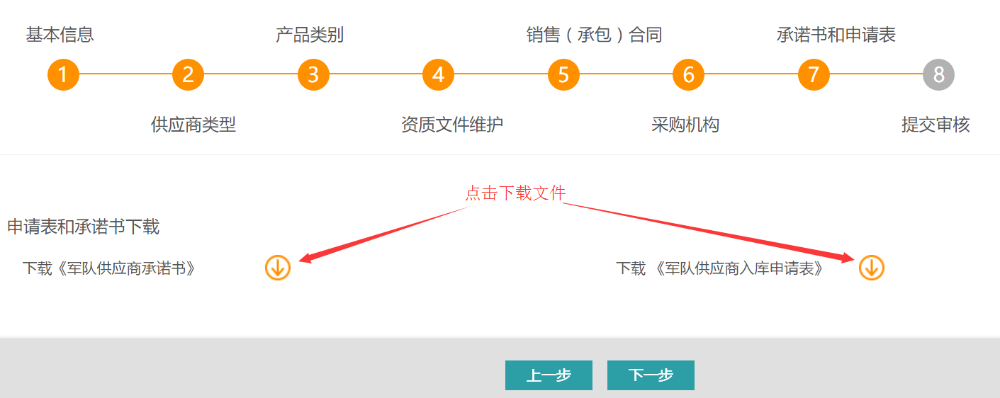 基本信息
产品类别
销售（承包）合同
承诺书和申请表
1
2
3
4
5
6
7
8
供应商类型
资质文件维护
采购机构
提交审核
点击下载文件
申请表和承诺书下载
下载《军队供应商承诺书》
下载 《军队供应商入库申请表》
上一步
下一步